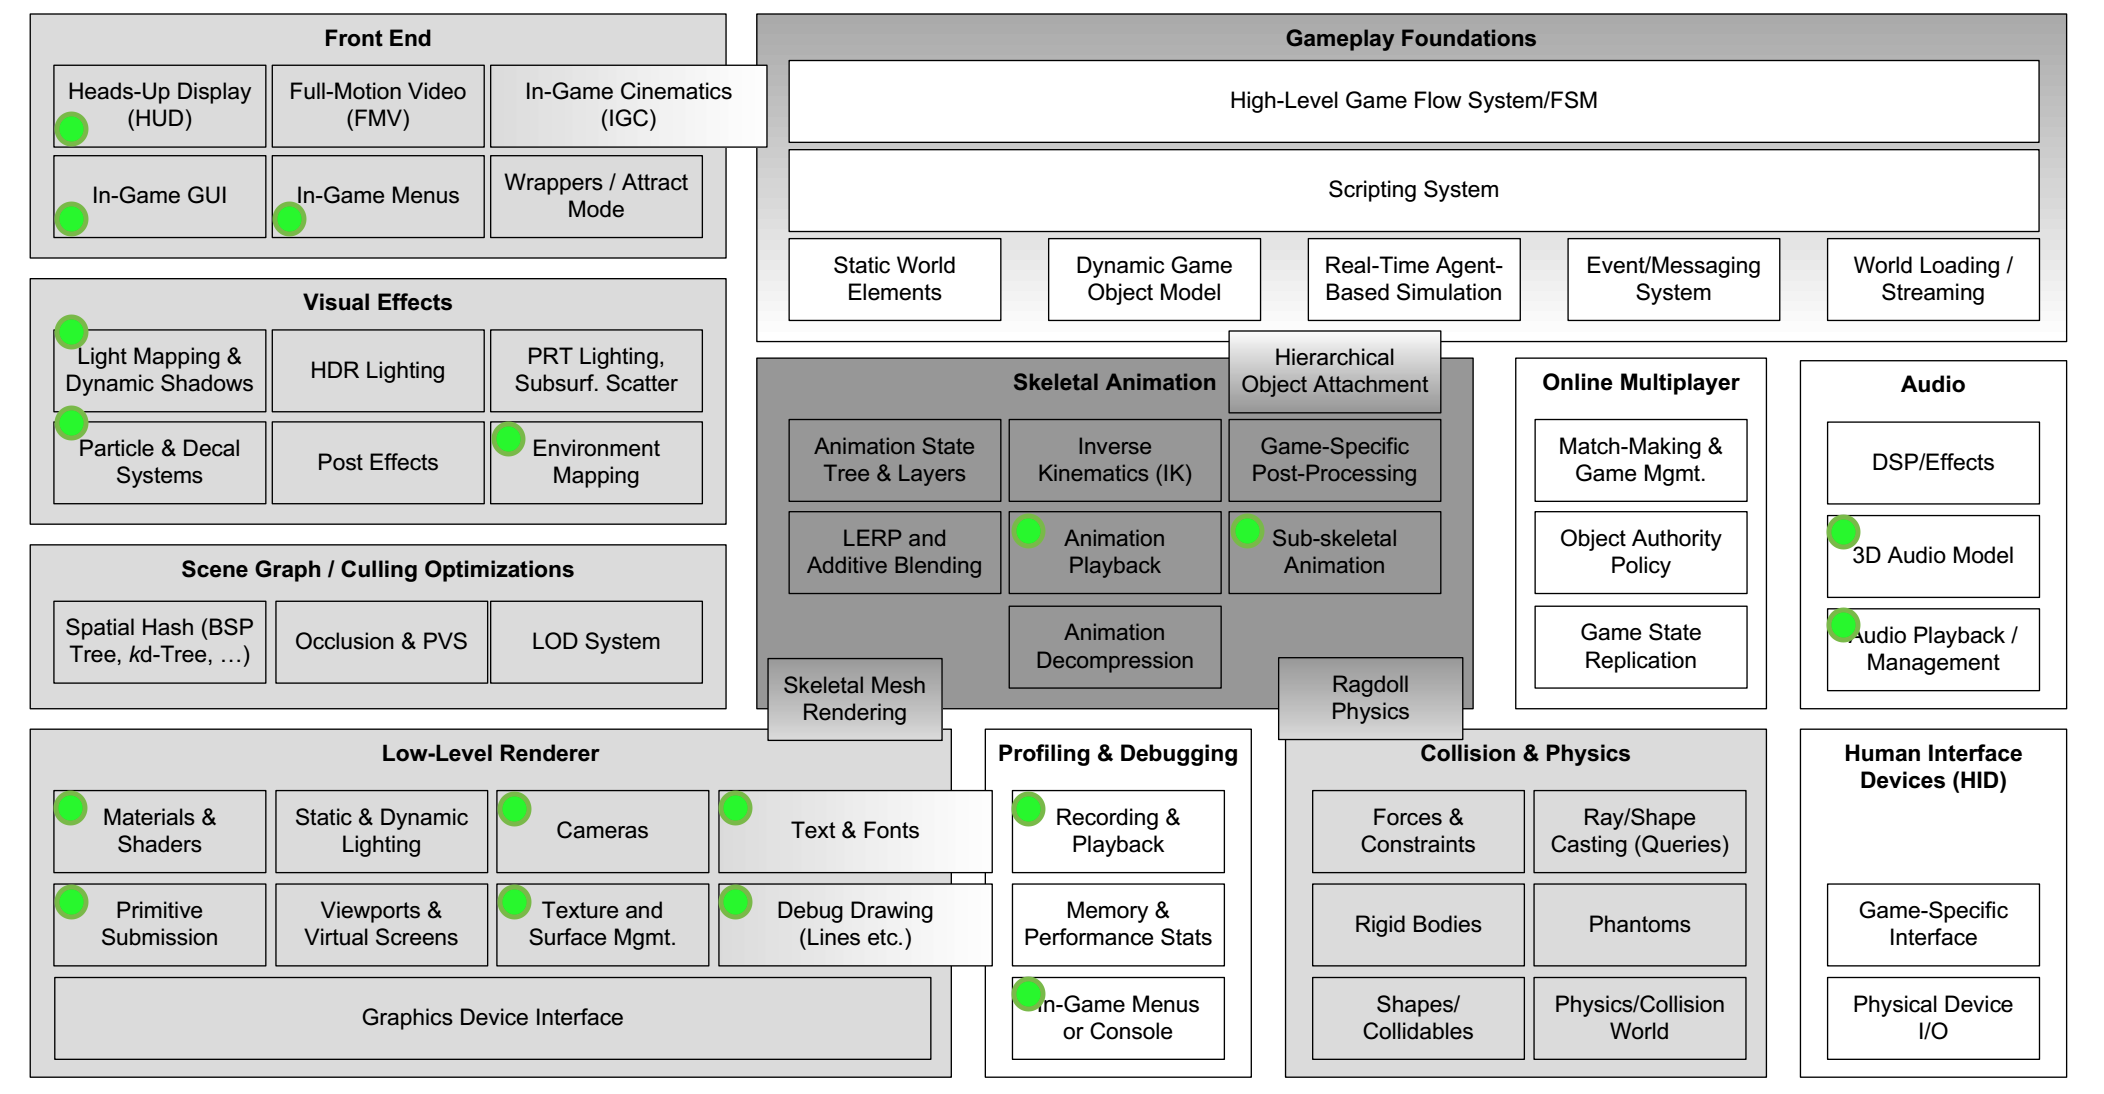 Front End
Heads-Up Display
(HUD)
Full-Motion Video
(FMV)
In-Game Cinematics
(IGC)
In-Game GUI
In-Game Menus
Wrappers / Attract
Mode
Gameplay Foundations
High-Level Game Flow System/FSM
Scripting System
Static World
Elements
Dynamic Game
Object Model
Real-Time Agent-
Based Simulation
Event/Messaging
System
World Loading /
Streaming
Visual Effects
Light Mapping &
Dynamic Shadows
HDR Lighting
PRT Lighting,
Subsurf. Scatter
Particle & Decal
Systems
Post Effects
Environment
Mapping
Skeletal Animation
Hierarchical
Object Attachment
Animation State
Tree & Layers
Inverse
Kinematics (IK)
Game-Specific
Post-Processing
LERP and
Additive Blending
Animation
Playback
Sub-skeletal
Animation
Animation
Decompression
Skeletal Mesh
Rendering
Ragdoll
Physics
Online Multiplayer
Match-Making &
Game Mgmt.
Object Authority
Policy
Game State
Replication
Audio
DSP/Effects
3D Audio Model
Audio Playback /
Management
Scene Graph / Culling Optimizations
Spatial Hash (BSP
Tree, kd-Tree, …)
Occlusion & PVS
LOD System
Low-Level Renderer
Materials &
Shaders
Static & Dynamic
Lighting
Cameras
Text & Fonts
Primitive
Submission
Viewports &
Virtual Screens
Texture and
Surface Mgmt.
Debug Drawing
(Lines etc.)
Graphics Device Interface
Profiling & Debugging
Recording &
Playback
Memory &
Performance Stats
In-Game Menus
or Console
Collision & Physics
Forces &
Constraints
Ray/Shape
Casting (Queries)
Rigid Bodies
Phantoms
Shapes/
Collidables
Physics/Collision
World
Human Interface
Devices (HID)
Game-Specific
Interface
Physical Device
I/O